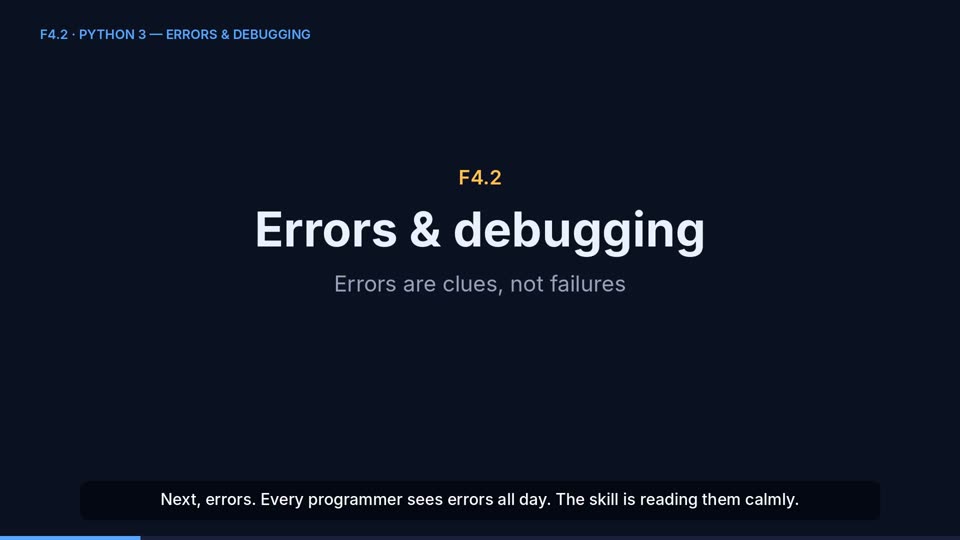 F4.2 · PYTHON 3 — ERRORS & DEBUGGING
F4.2
Errors & debugging
Errors are clues, not failures
Next, errors. Every programmer sees errors all day. The skill is reading them calmly.